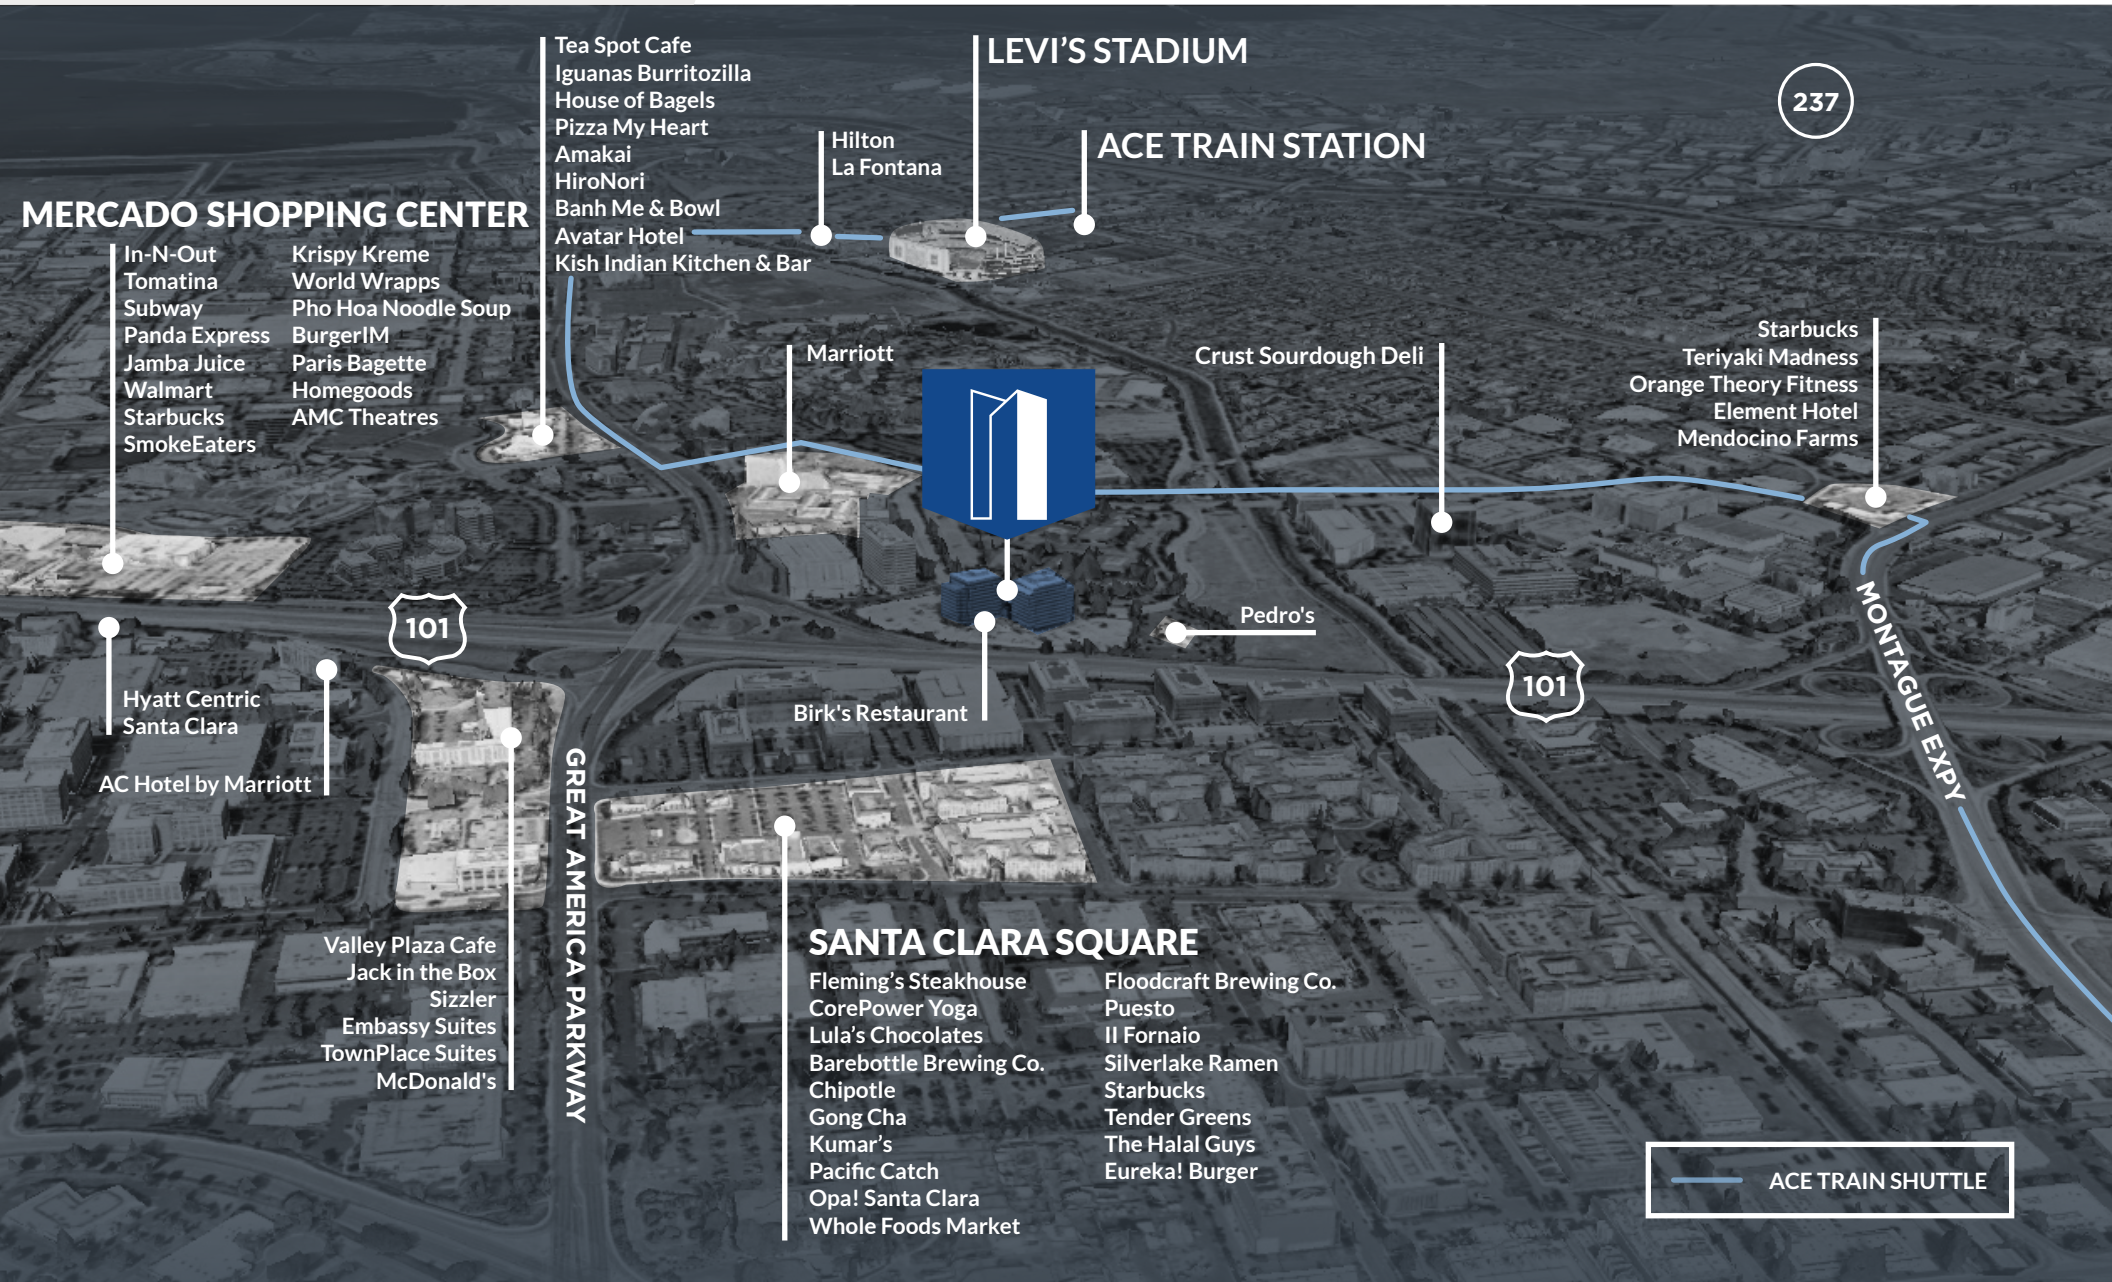 Tea Spot Cafe
Iguanas Burritozilla
House of Bagels
Pizza My Heart
Amakai
HiroNori
Banh Me & Bowl
Avatar Hotel
Kish Indian Kitchen & Bar
LEVI'S STADIUM
237
Hilton
La Fontana
ACE TRAIN STATION
MERCADO SHOPPING CENTER
In-N-Out
Tomatina
Subway
Panda Express
Jamba Juice
Walmart
Starbucks
SmokeEaters
Krispy Kreme
World Wrapps
Pho Hoa Noodle Soup
BurgerIM
Paris Bagette
Homegoods
AMC Theatres
Marriott
Crust Sourdough Deli
Starbucks
Teriyaki Madness
Orange Theory Fitness
Element Hotel
Mendocino Farms
101
Pedro's
MONTAGUE EXPY
101
Hyatt Centric
Santa Clara
Birk's Restaurant
AC Hotel by Marriott
GREAT AMERICA PARKWAY
Valley Plaza Cafe
Jack in the Box
Sizzler
Embassy Suites
TownPlace Suites
McDonald's
SANTA CLARA SQUARE
Fleming's Steakhouse
CorePower Yoga
Lula's Chocolates
Barebottle Brewing Co.
Chipotle
Gong Cha
Kumar's
Pacific Catch
Opa! Santa Clara
Whole Foods Market
Floodcraft Brewing Co.
Puesto
Il Fornaio
Silverlake Ramen
Starbucks
Tender Greens
The Halal Guys
Eureka! Burger
ACE TRAIN SHUTTLE